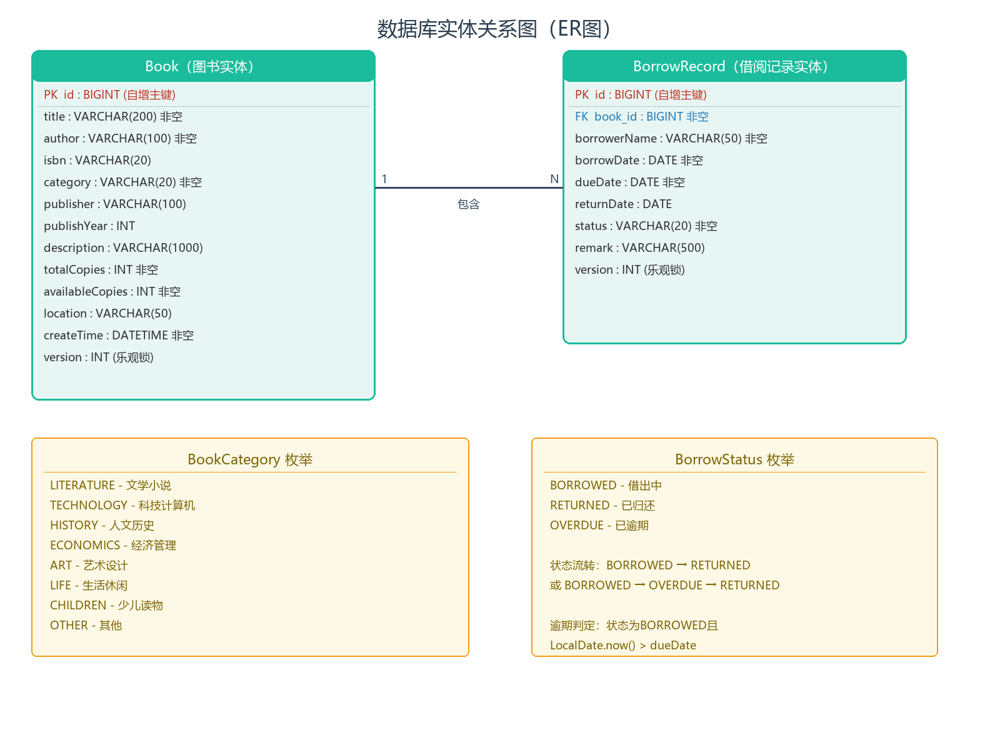 数据库实体关系图（ER图）
Book（图书实体）
PK  id : BIGINT (自增主键)
title : VARCHAR(200) 非空
author : VARCHAR(100) 非空
isbn : VARCHAR(20)
category : VARCHAR(20) 非空
publisher : VARCHAR(100)
publishYear : INT
description : VARCHAR(1000)
totalCopies : INT 非空
availableCopies : INT 非空
location : VARCHAR(50)
createTime : DATETIME 非空
version : INT (乐观锁)
1
N
包含
BorrowRecord（借阅记录实体）
PK  id : BIGINT (自增主键)
FK  book_id : BIGINT 非空
borrowerName : VARCHAR(50) 非空
borrowDate : DATE 非空
dueDate : DATE 非空
returnDate : DATE
status : VARCHAR(20) 非空
remark : VARCHAR(500)
version : INT (乐观锁)
BookCategory 枚举
LITERATURE - 文学小说
TECHNOLOGY - 科技计算机
HISTORY - 人文历史
ECONOMICS - 经济管理
ART - 艺术设计
LIFE - 生活休闲
CHILDREN - 少儿读物
OTHER - 其他
BorrowStatus 枚举
BORROWED - 借出中
RETURNED - 已归还
OVERDUE - 已逾期
状态流转：BORROWED → RETURNED
或 BORROWED → OVERDUE → RETURNED
逾期判定：状态为BORROWED且
LocalDate.now() > dueDate